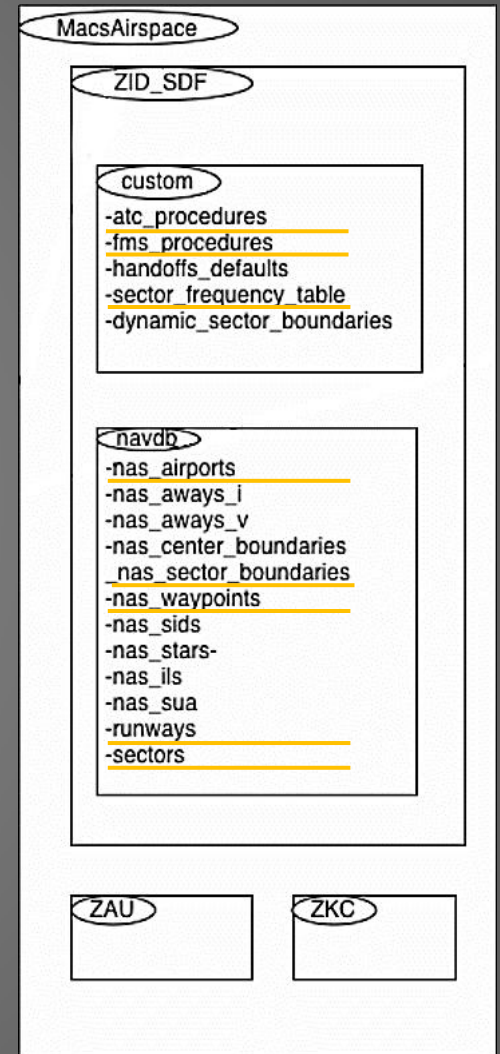 MacsAirspace
ZID_SDF
custom
-atc_procedures
-fms_procedures
-handoffs_defaults
-sector_frequency_table
-dynamic_sector_boundaries
navdb
-nas_airports
-nas_aways_i
-nas_aways_v
-nas_center_boundaries
_nas_sector_boundaries
-nas_waypoints
-nas_sids
-nas_stars-
-nas_ils
-nas_sua
-runways
-sectors
ZAU
ZKC